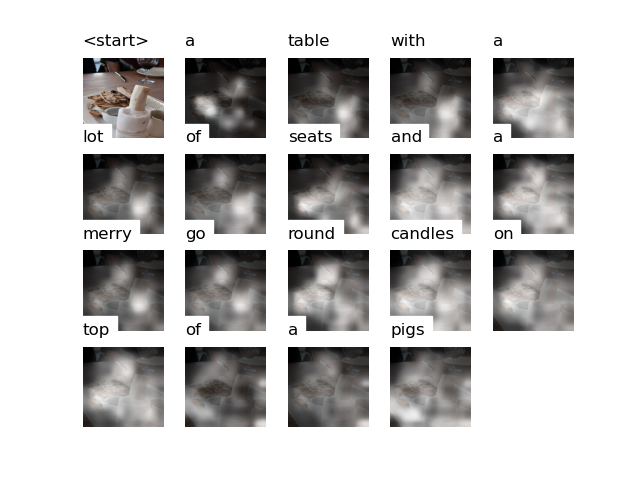 <start> a table with a
lot of seats and a
merry go round candles on
top of a pigs